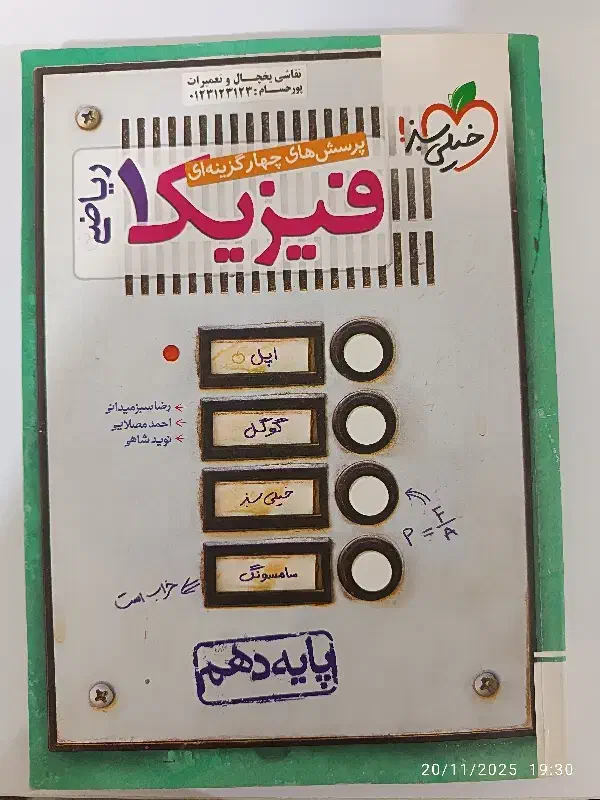 نقاشی یخچال و تعمیرات
پورحسام: ۰۱۲۳۱۲۳۱۲۳
خیلی سبز!
پرسش‌های چهارگزینه‌ای
فیزیک ۱
ریاضی
اپل
گوگل
خیلی سبز
سامسونگ
رضا سبزمیدانی
احمد مصلایی
نوید شاهی
P = F/A
خراب است
پایه دهم
20/11/2025 19:30